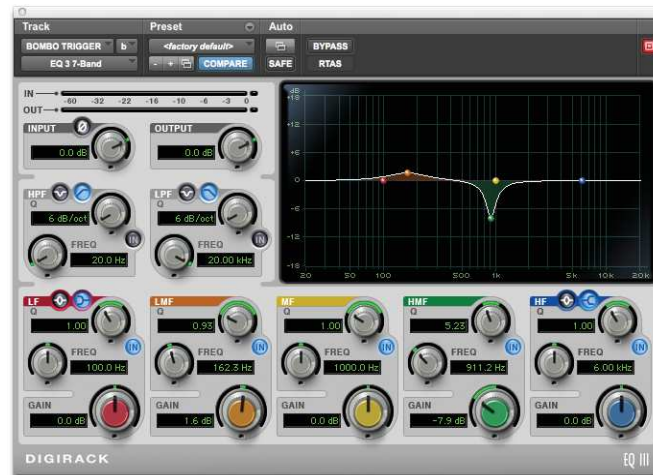 Track Preset Auto
BOMBO TRIGGER b <factory default> BYPASS
EQ 3 7-Band - + COMPARE SAFE RTAS
IN -60 -32 -22 -16 -10 -6 -3 0
OUT
INPUT Ø OUTPUT
0.0 dB 0.0 dB
HPF LPF
Q Q
6 dB/oct 6 dB/oct
IN IN
FREQ FREQ
20.0 Hz 20.00 kHz
dB
+18
+12
+6
0
-6
-12
-18
20 50 100 500 1k 5k 10k 20k
LF LMF MF HMF HF
Q Q Q Q Q
1.00 0.93 1.00 5.23 1.00
IN IN IN IN IN
FREQ FREQ FREQ FREQ FREQ
100.0 Hz 162.3 Hz 1000.0 Hz 911.2 Hz 6.00 kHz
GAIN GAIN GAIN GAIN GAIN
0.0 dB 1.6 dB 0.0 dB -7.9 dB 0.0 dB
DIGIRACK EQ III